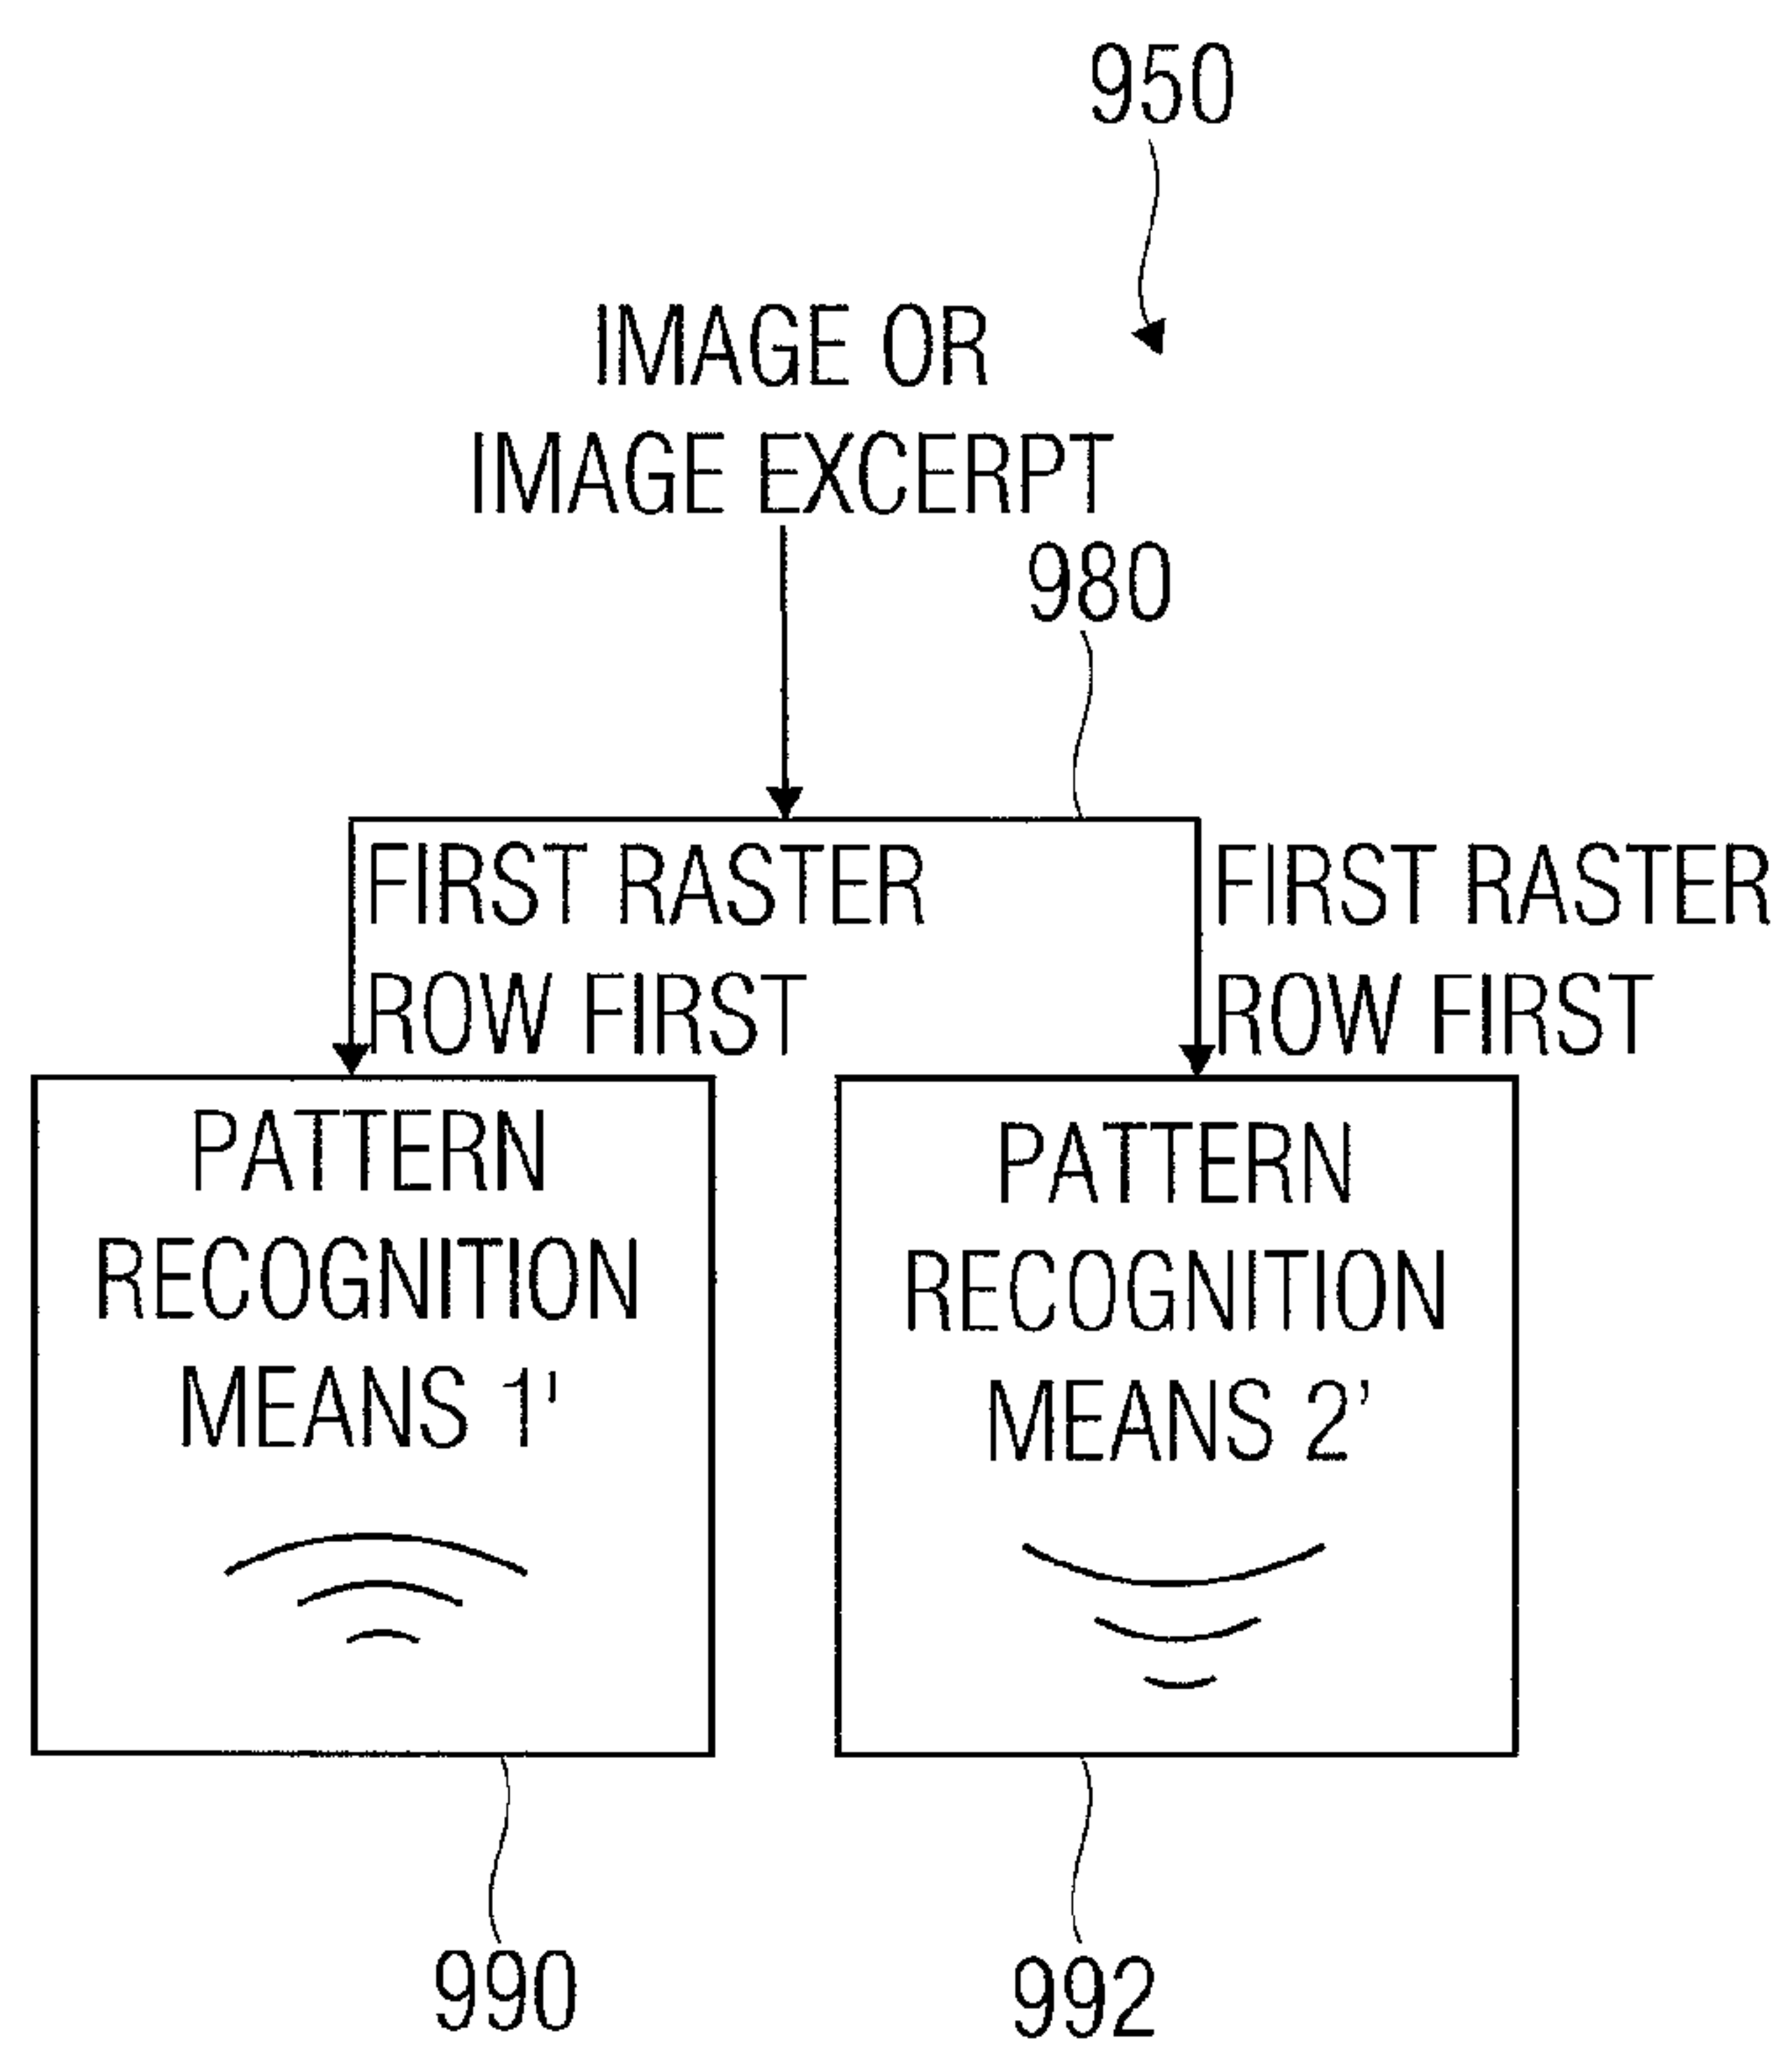 950
IMAGE OR
IMAGE EXCERPT
980
FIRST RASTER
ROW FIRST
FIRST RASTER
ROW FIRST
PATTERN
RECOGNITION
MEANS 1'
PATTERN
RECOGNITION
MEANS 2'
990
992